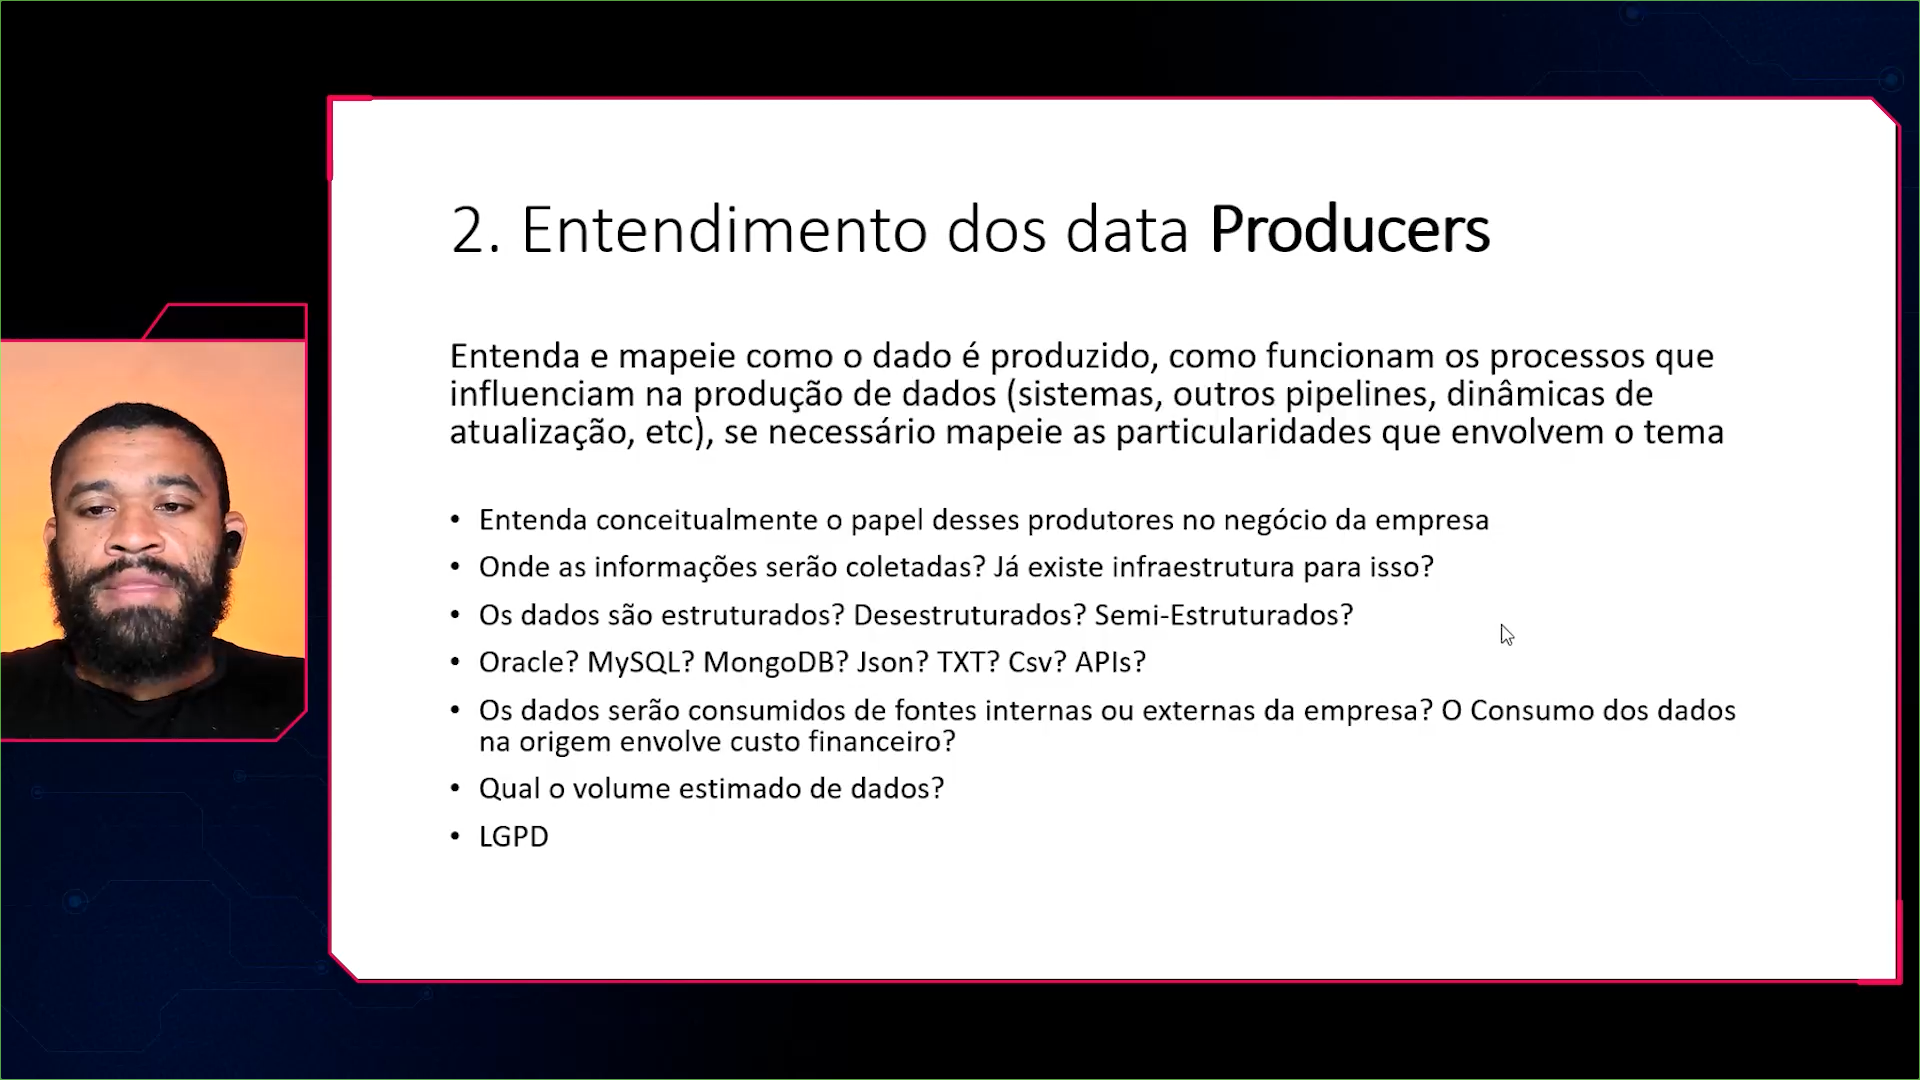 2. Entendimento dos data Producers
Entenda e mapeie como o dado é produzido, como funcionam os processos que
influenciam na produção de dados (sistemas, outros pipelines, dinâmicas de
atualização, etc), se necessário mapeie as particularidades que envolvem o tema
• Entenda conceitualmente o papel desses produtores no negócio da empresa
• Onde as informações serão coletadas? Já existe infraestrutura para isso?
• Os dados são estruturados? Desestruturados? Semi-Estruturados?
• Oracle? MySQL? MongoDB? Json? TXT? Csv? APIs?
• Os dados serão consumidos de fontes internas ou externas da empresa? O Consumo dos dados
na origem envolve custo financeiro?
• Qual o volume estimado de dados?
• LGPD